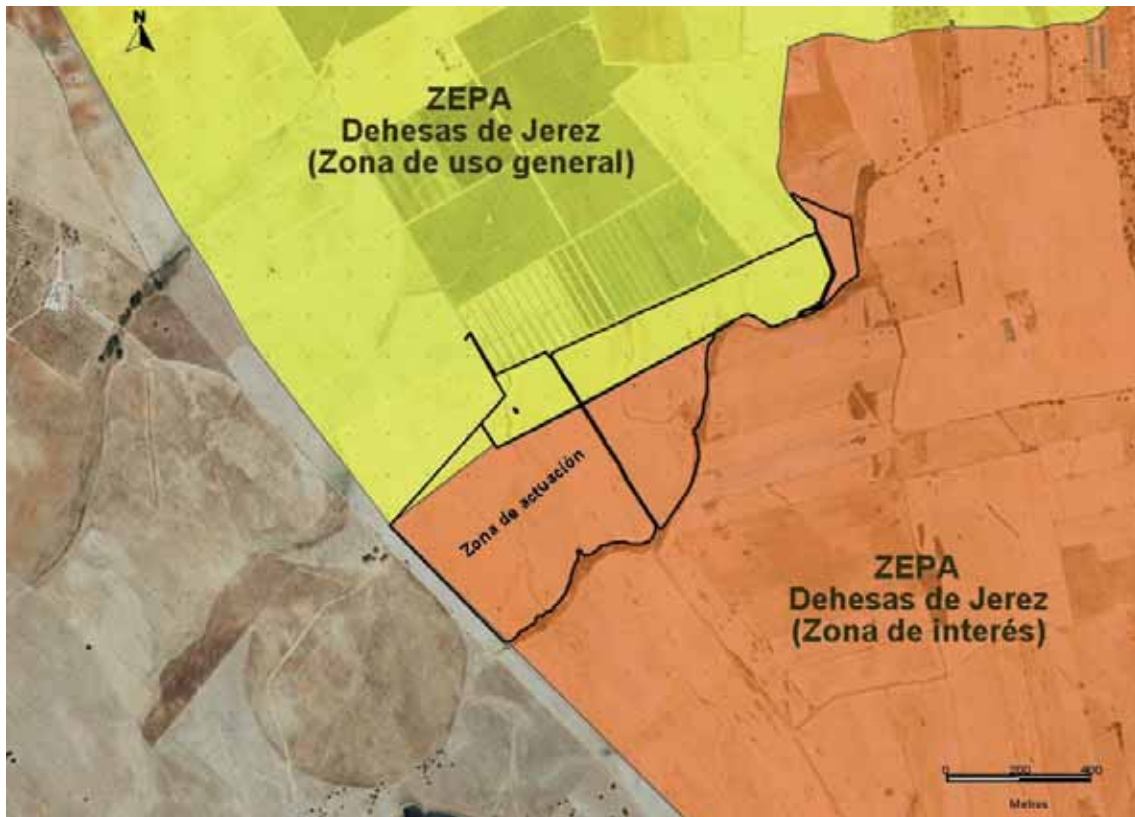 N
ZEPA
Dehesas de Jerez
(Zona de uso general)
Zona de actuación
ZEPA
Dehesas de Jerez
(Zona de interés)
0 200 400
Metros